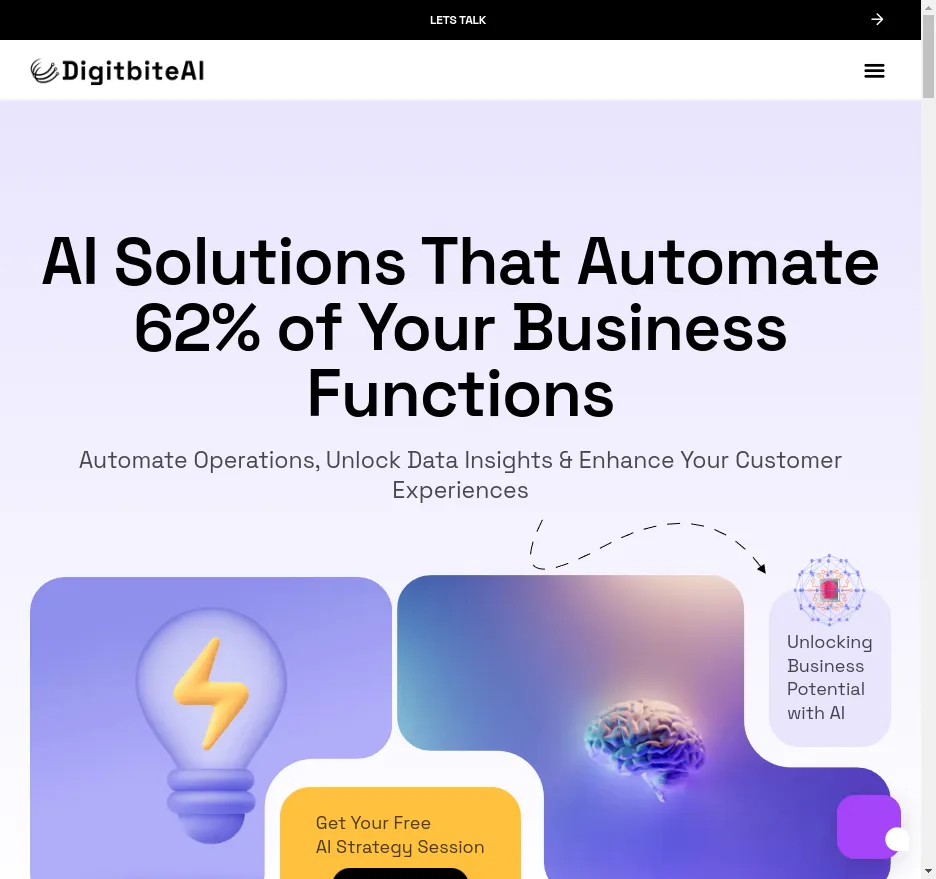 LETS TALK
DigitbiteAI
AI Solutions That Automate
62% of Your Business
Functions
Automate Operations, Unlock Data Insights & Enhance Your Customer
Experiences
Unlocking
Business
Potential
with AI
Get Your Free
AI Strategy Session